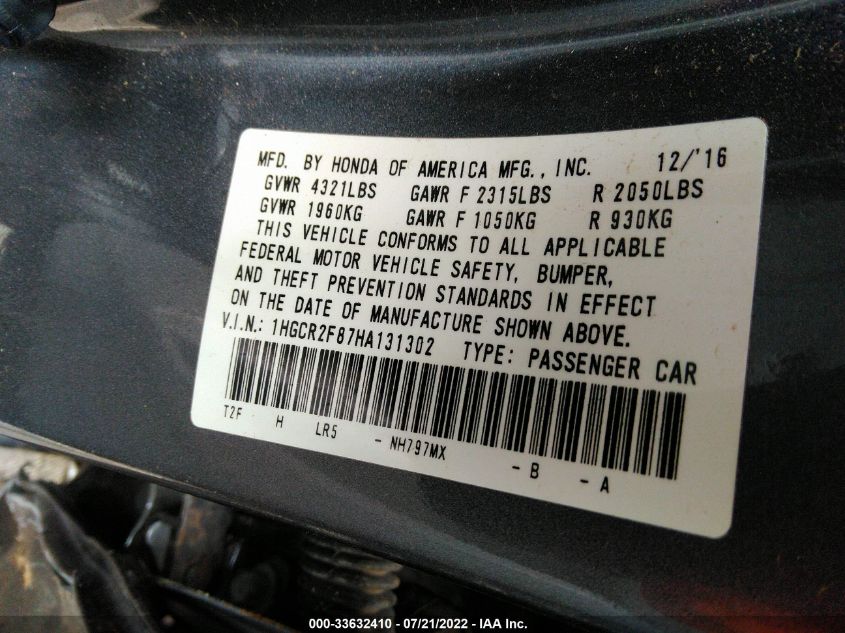 MFD. BY HONDA OF AMERICA MFG., INC. 12/'16
GVWR 4321LBS GAWR F 2315LBS R 2050LBS
GVWR 1960KG GAWR F 1050KG R 930KG
THIS VEHICLE CONFORMS TO ALL APPLICABLE
FEDERAL MOTOR VEHICLE SAFETY, BUMPER,
AND THEFT PREVENTION STANDARDS IN EFFECT
ON THE DATE OF MANUFACTURE SHOWN ABOVE.
V.I.N.: 1HGCR2F87HA131302 TYPE: PASSENGER CAR
T2F H LR5 - NH797MX - B - A
000-33632410 - 07/21/2022 - IAA Inc.